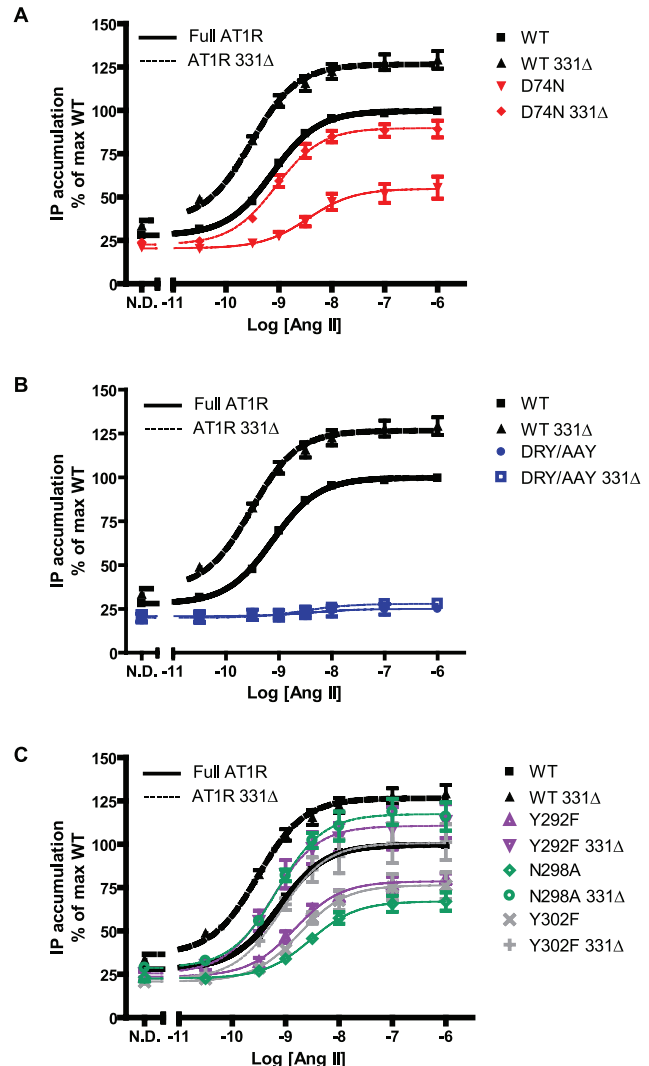 A
Full AT1R
AT1R 331Δ
WT
WT 331Δ
D74N
D74N 331Δ
IP accumulation
% of max WT
150
125
100
75
50
25
0
N.D. -11 -10 -9 -8 -7 -6
Log [Ang II]
B
Full AT1R
AT1R 331Δ
WT
WT 331Δ
DRY/AAY
DRY/AAY 331Δ
IP accumulation
% of max WT
150
125
100
75
50
25
0
N.D. -11 -10 -9 -8 -7 -6
Log [Ang II]
C
Full AT1R
AT1R 331Δ
WT
WT 331Δ
Y292F
Y292F 331Δ
N298A
N298A 331Δ
Y302F
Y302F 331Δ
IP accumulation
% of max WT
150
125
100
75
50
25
0
N.D. -11 -10 -9 -8 -7 -6
Log [Ang II]